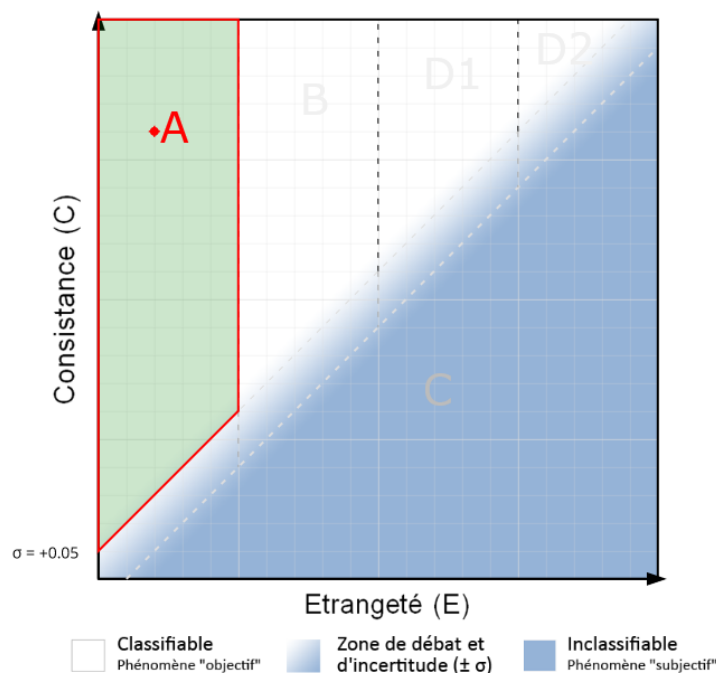 D2
D1
B
A
Consistance (C)
C
σ = +0.05
Etrangeté (E)
Classifiable
Phénomène "objectif"
Zone de débat et
d'incertitude (± σ)
Inclassifiable
Phénomène "subjectif"